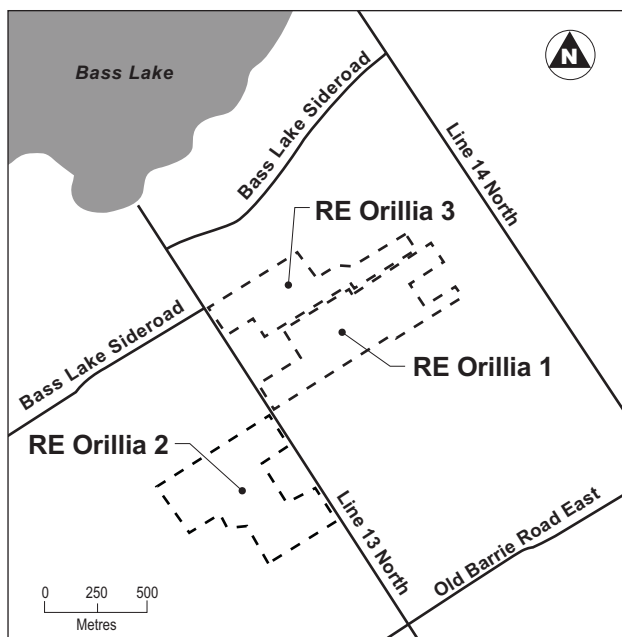 Bass Lake
N
Bass Lake Sideroad
Line 14 North
RE Orillia 3
Bass Lake Sideroad
RE Orillia 1
RE Orillia 2
Line 13 North
Old Barrie Road East
0 250 500
Metres